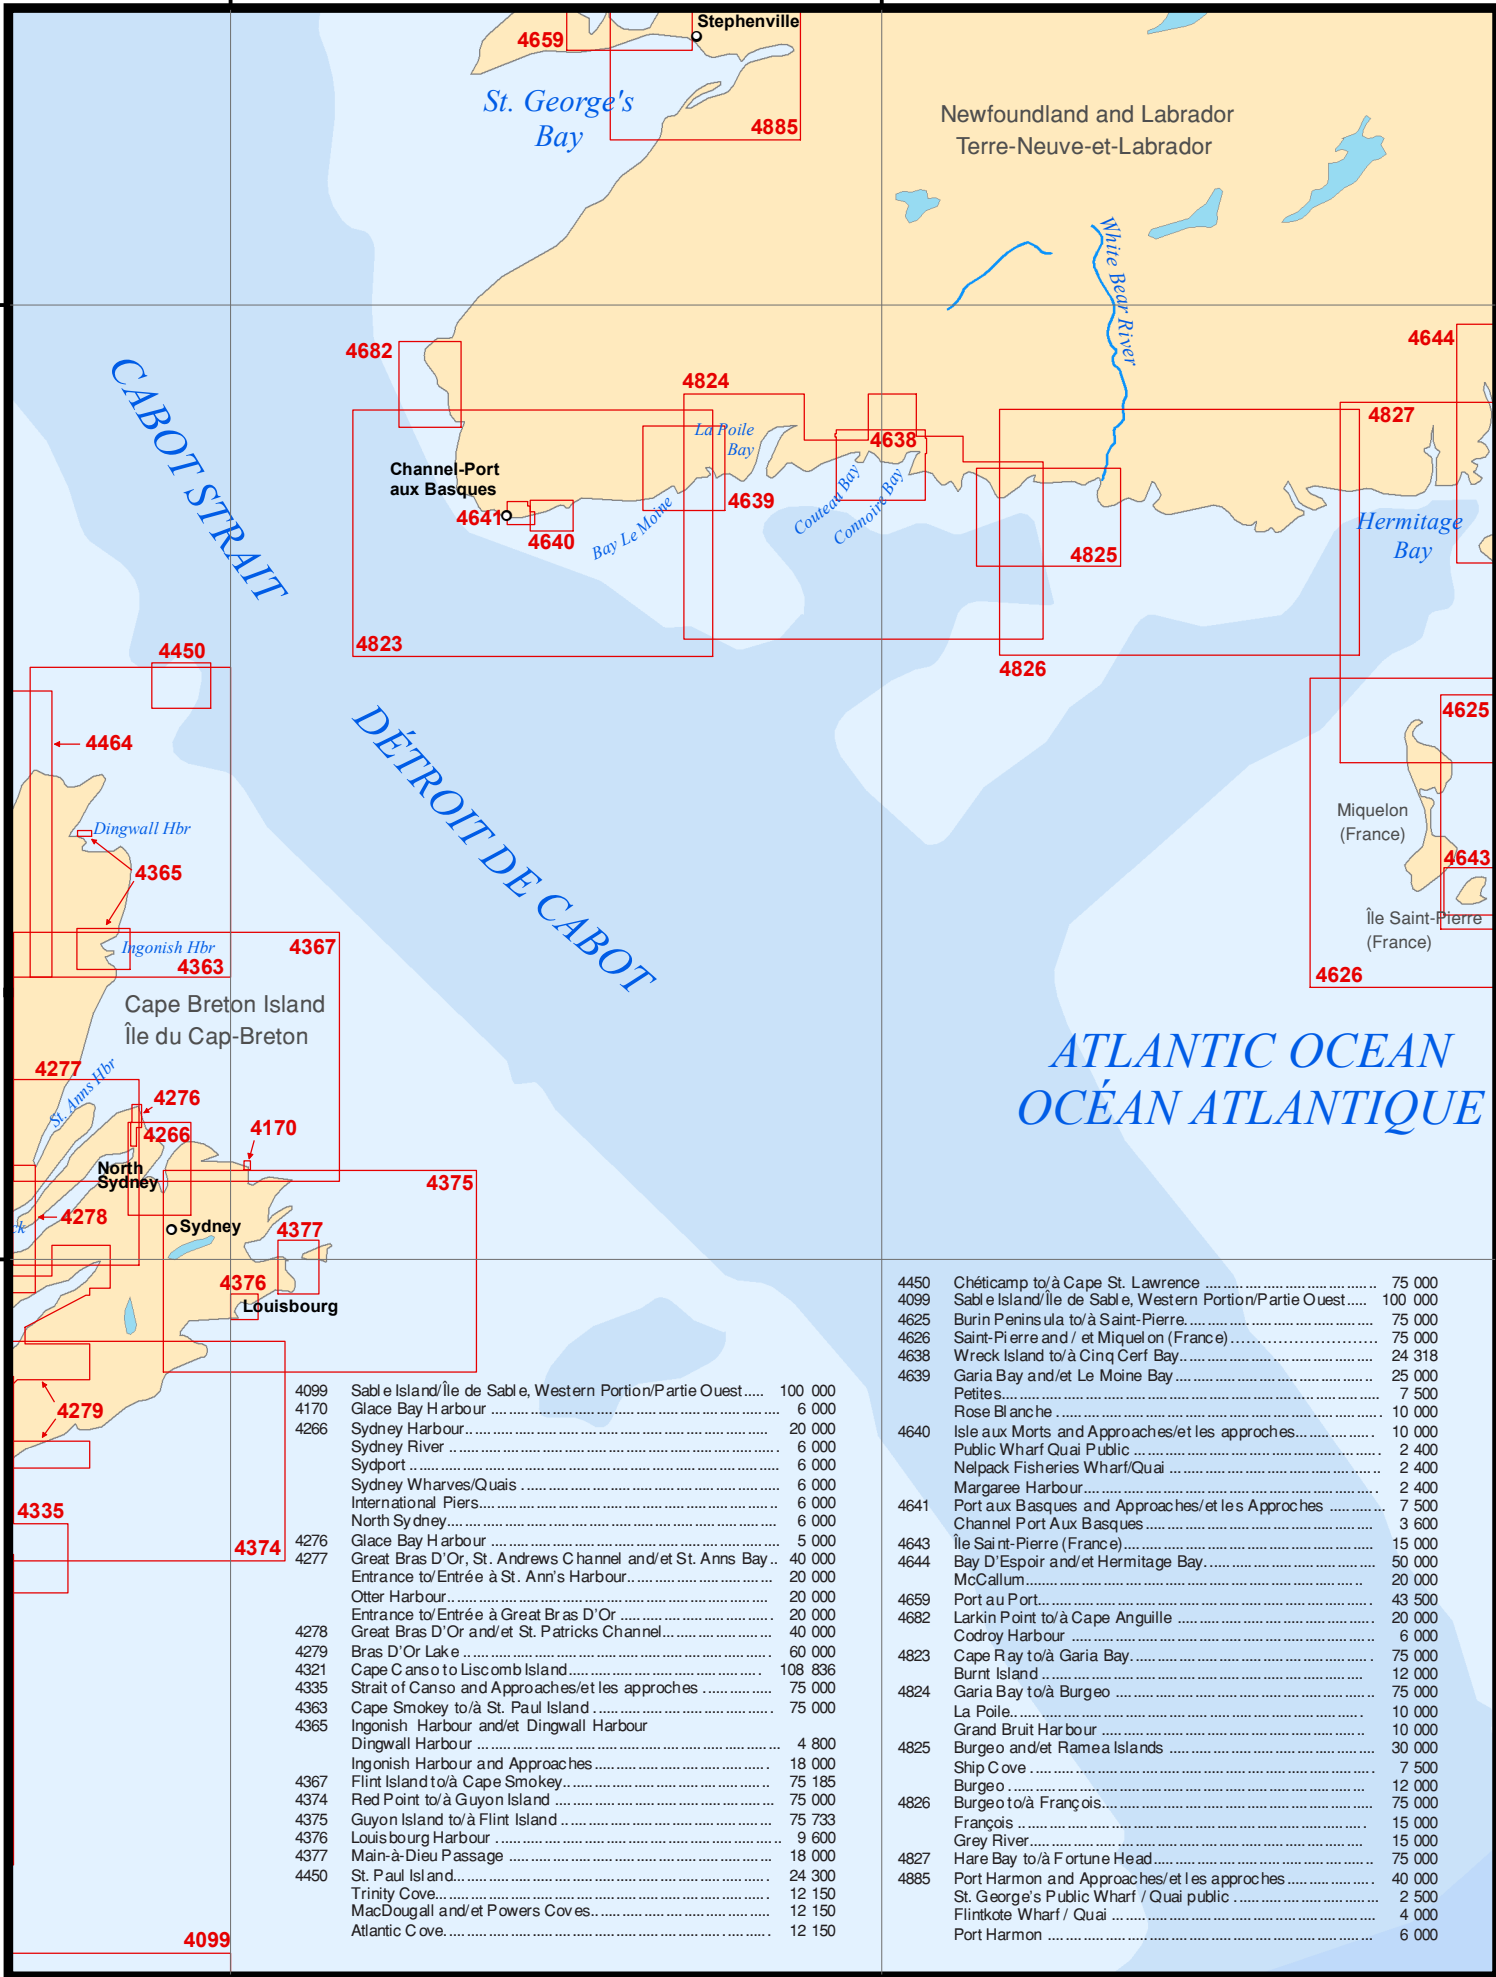 Stephenville
4659
St. George's
Bay
4885
Newfoundland and Labrador
Terre-Neuve-et-Labrador
White Bear River
CABOT STRAIT
4682
4824
4644
4827
La Poile
Bay
4638
Channel-Port
aux Basques
4641
4640
4639
Bay Le Moine
Couteau Bay
Connoire Bay
4825
Hermitage
Bay
4823
4826
4450
4464
DÉTROIT DE CABOT
4625
Dingwall Hbr
4365
Miquelon
(France)
4643
Île Saint-Pierre
(France)
4626
4367
Ingonish Hbr
4363
Cape Breton Island
Île du Cap-Breton
ATLANTIC OCEAN
OCÉAN ATLANTIQUE
4277
St. Anns Hbr
4276
4266
4170
North
Sydney
4375
4278
ck
Sydney
4377
4376
Louisbourg
4279
4335
4374
4099
4099 Sable Island/Île de Sable, Western Portion/Partie Ouest..... 100 000
4170 Glace Bay Harbour ..... 6 000
4266 Sydney Harbour..... 20 000
Sydney River ..... 6 000
Sydport ..... 6 000
Sydney Wharves/Quais ..... 6 000
International Piers..... 6 000
North Sydney..... 6 000
4276 Glace Bay Harbour ..... 5 000
4277 Great Bras D'Or, St. Andrews Channel and/et St. Anns Bay.. 40 000
Entrance to/Entrée à St. Ann's Harbour..... 20 000
Otter Harbour..... 20 000
Entrance to/Entrée à Great Bras D'Or ..... 20 000
4278 Great Bras D'Or and/et St. Patricks Channel..... 40 000
4279 Bras D'Or Lake ..... 60 000
4321 Cape Canso to Liscomb Island..... 108 836
4335 Strait of Canso and Approaches/et les approches ..... 75 000
4363 Cape Smokey to/à St. Paul Island ..... 75 000
4365 Ingonish Harbour and/et Dingwall Harbour
Dingwall Harbour ..... 4 800
Ingonish Harbour and Approaches..... 18 000
4367 Flint Island to/à Cape Smokey..... 75 185
4374 Red Point to/à Guyon Island ..... 75 000
4375 Guyon Island to/à Flint Island ..... 75 733
4376 Louisbourg Harbour ..... 9 600
4377 Main-à-Dieu Passage ..... 18 000
4450 St. Paul Island..... 24 300
Trinity Cove..... 12 150
MacDougall and/et Powers Coves..... 12 150
Atlantic Cove..... 12 150
4450 Chéticamp to/à Cape St. Lawrence ..... 75 000
4099 Sable Island/Île de Sable, Western Portion/Partie Ouest..... 100 000
4625 Burin Peninsula to/à Saint-Pierre..... 75 000
4626 Saint-Pierre and / et Miquelon (France)..... 75 000
4638 Wreck Island to/à Cinq Cerf Bay..... 24 318
4639 Garia Bay and/et Le Moine Bay..... 25 000
Petites..... 7 500
Rose Blanche ..... 10 000
4640 Isle aux Morts and Approaches/et les approches..... 10 000
Public Wharf Quai Public ..... 2 400
Nelpack Fisheries Wharf/Quai ..... 2 400
Margaree Harbour..... 2 400
4641 Port aux Basques and Approaches/et les Approches ..... 7 500
Channel Port Aux Basques..... 3 600
4643 Île Saint-Pierre (France)..... 15 000
4644 Bay D'Espoir and/et Hermitage Bay..... 50 000
McCallum..... 20 000
4659 Port au Port..... 43 500
4682 Larkin Point to/à Cape Anguille ..... 20 000
Codroy Harbour ..... 6 000
4823 Cape Ray to/à Garia Bay..... 75 000
Burnt Island ..... 12 000
4824 Garia Bay to/à Burgeo ..... 75 000
La Poile..... 10 000
Grand Bruit Harbour ..... 10 000
4825 Burgeo and/et Ramea Islands ..... 30 000
Ship Cove ..... 7 500
Burgeo ..... 12 000
4826 Burgeo to/à François..... 75 000
François ..... 15 000
Grey River..... 15 000
4827 Hare Bay to/à Fortune Head..... 75 000
4885 Port Harmon and Approaches/et les approches ..... 40 000
St. George's Public Wharf / Quai public ..... 2 500
Flintkote Wharf / Quai ..... 4 000
Port Harmon ..... 6 000